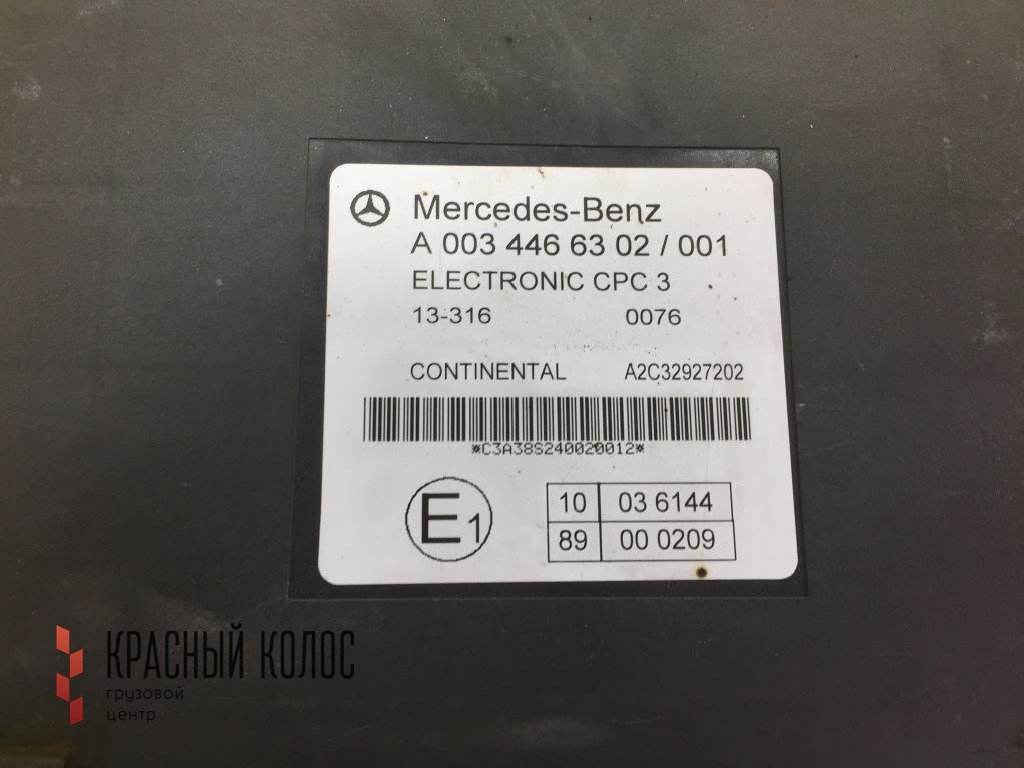 Mercedes-Benz
A 003 446 63 02 / 001
ELECTRONIC CPC 3
13-316 0076
CONTINENTAL A2C32927202
*C3A38S240020012*
E1
10 03 6144
89 00 0209
КРАСНЫЙ КОЛОС
грузовой
центр